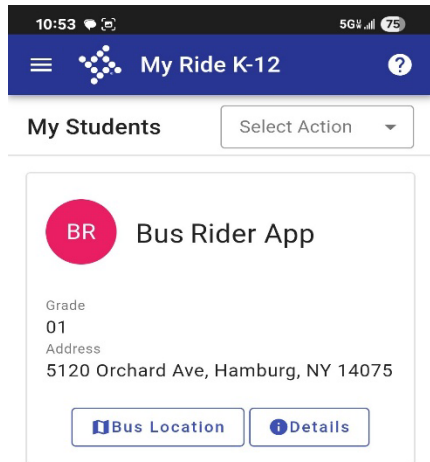 10:53 5G 75
My Ride K-12 ?
My Students Select Action
BR Bus Rider App
Grade
01
Address
5120 Orchard Ave, Hamburg, NY 14075
Bus Location Details